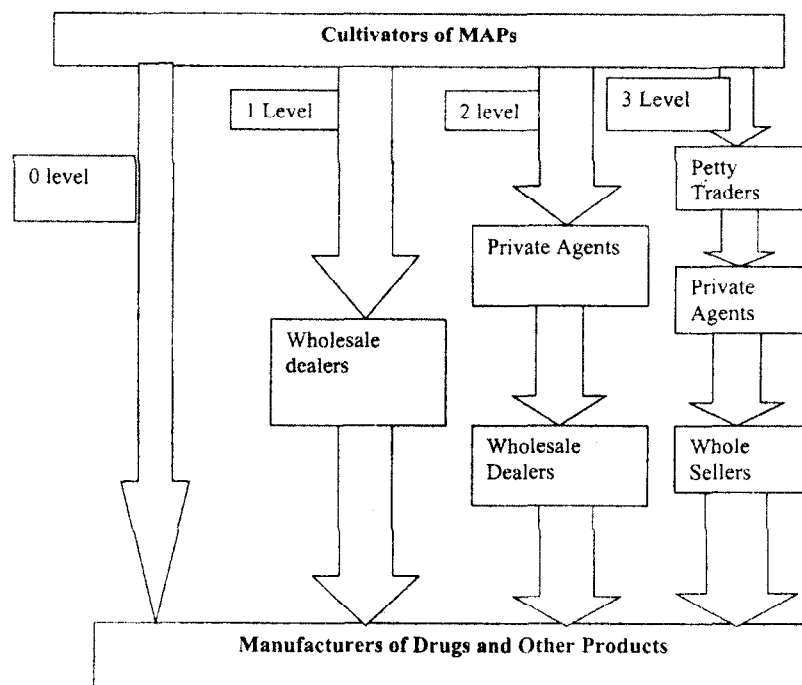 Cultivators of MAPs
1 Level
2 level
3 Level
0 level
Petty
Traders
Private Agents
Private
Agents
Wholesale
dealers
Wholesale
Dealers
Whole
Sellers
Manufacturers of Drugs and Other Products